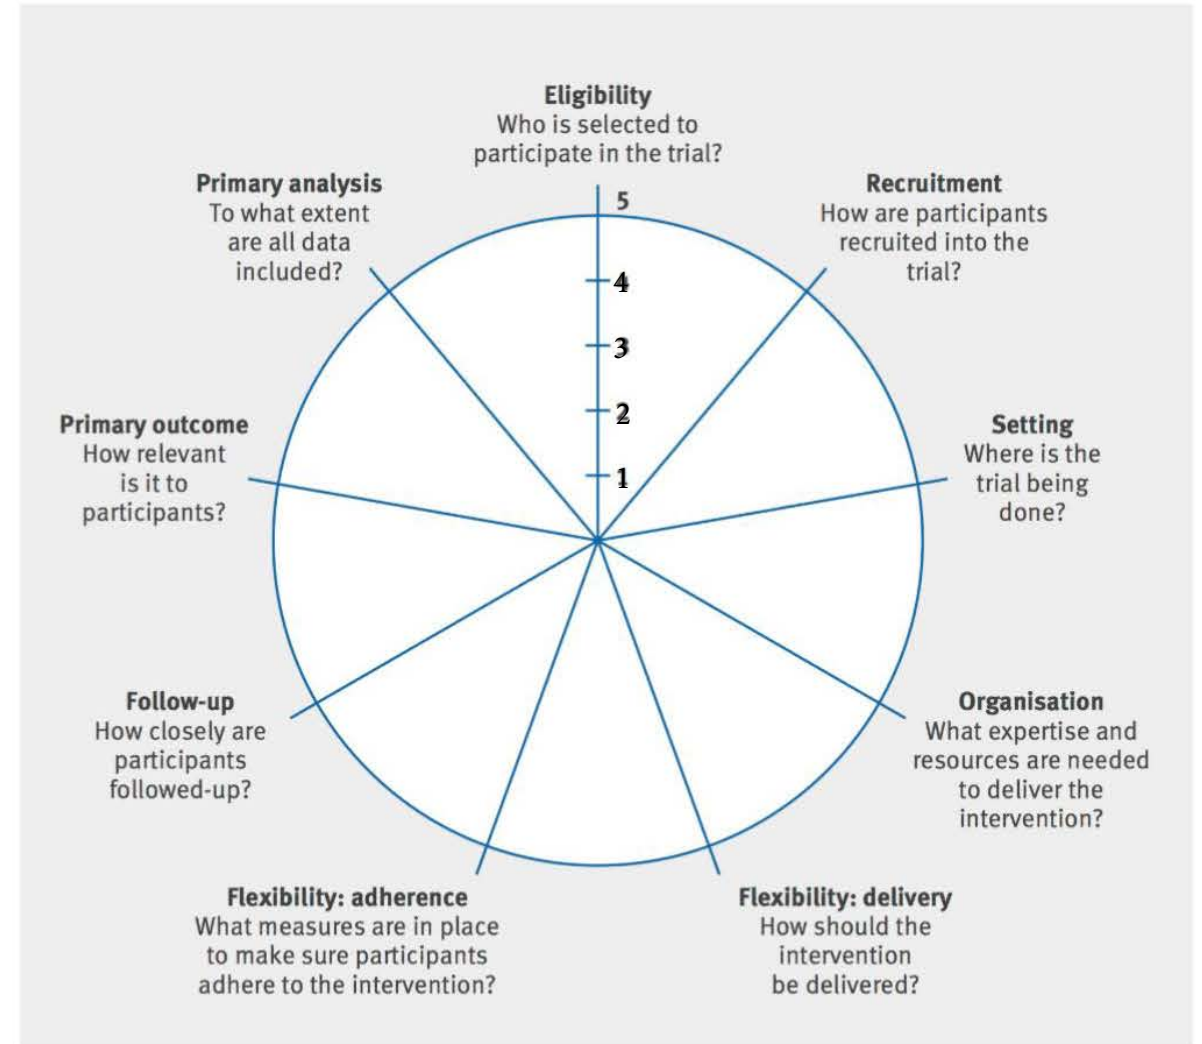 Eligibility
Who is selected to
participate in the trial?
Primary analysis
To what extent
are all data
included?
Recruitment
How are participants
recruited into the
trial?
5
4
3
2
1
Primary outcome
How relevant
is it to
participants?
Setting
Where is the
trial being
done?
Follow-up
How closely are
participants
followed-up?
Organisation
What expertise and
resources are needed
to deliver the
intervention?
Flexibility: adherence
What measures are in place
to make sure participants
adhere to the intervention?
Flexibility: delivery
How should the
intervention
be delivered?